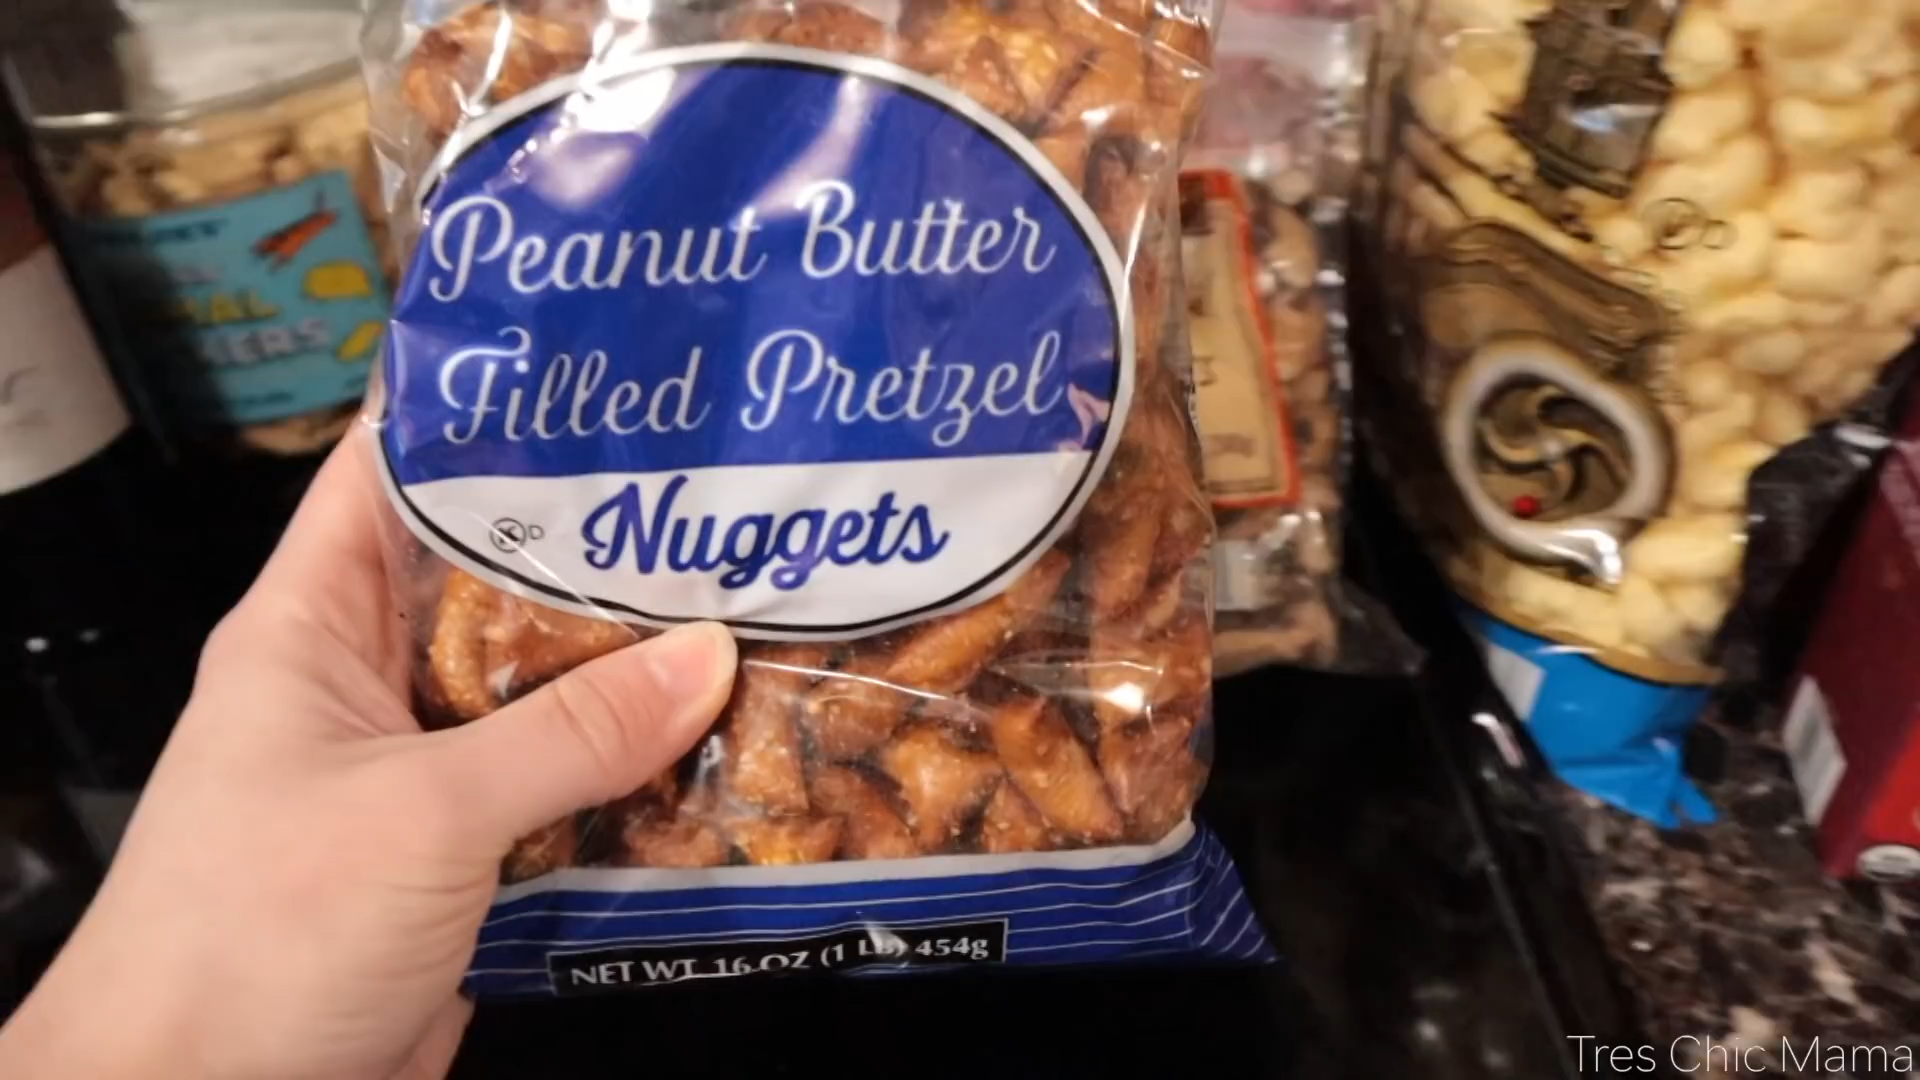 Peanut Butter
Filled Pretzel
Nuggets
D
NET WT. 16 OZ (1 LB) 454g
Tres Chic Mama